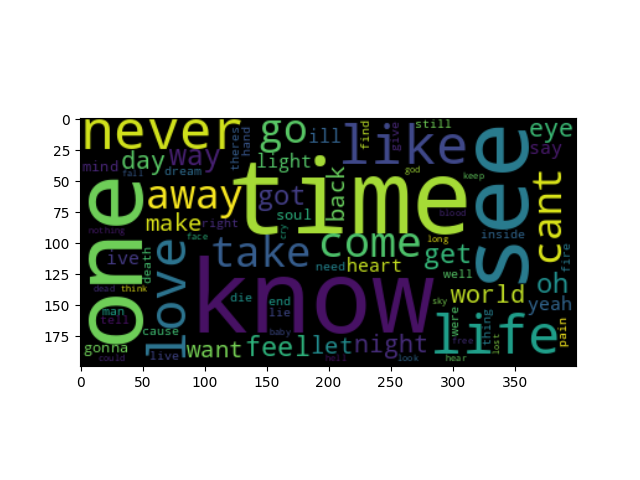 never
go
ill
like
find
give
still
eye
say
theres
hand
mind
fall
day
way
dream
light
god
keep
see
one
away
time
got
back
soul
make
right
cry
blood
cant
nothing
face
come
long
inside
ive
death
love
take
need
heart
get
well
fire
dead
think
know
die
end
lie
sky
world
oh
yeah
man
tell
cause
baby
were
thing
life
pain
gonna
could
live
want
feel
let
hell
night
look
hear
free
lost
0
25
50
75
100
125
150
175
0
50
100
150
200
250
300
350